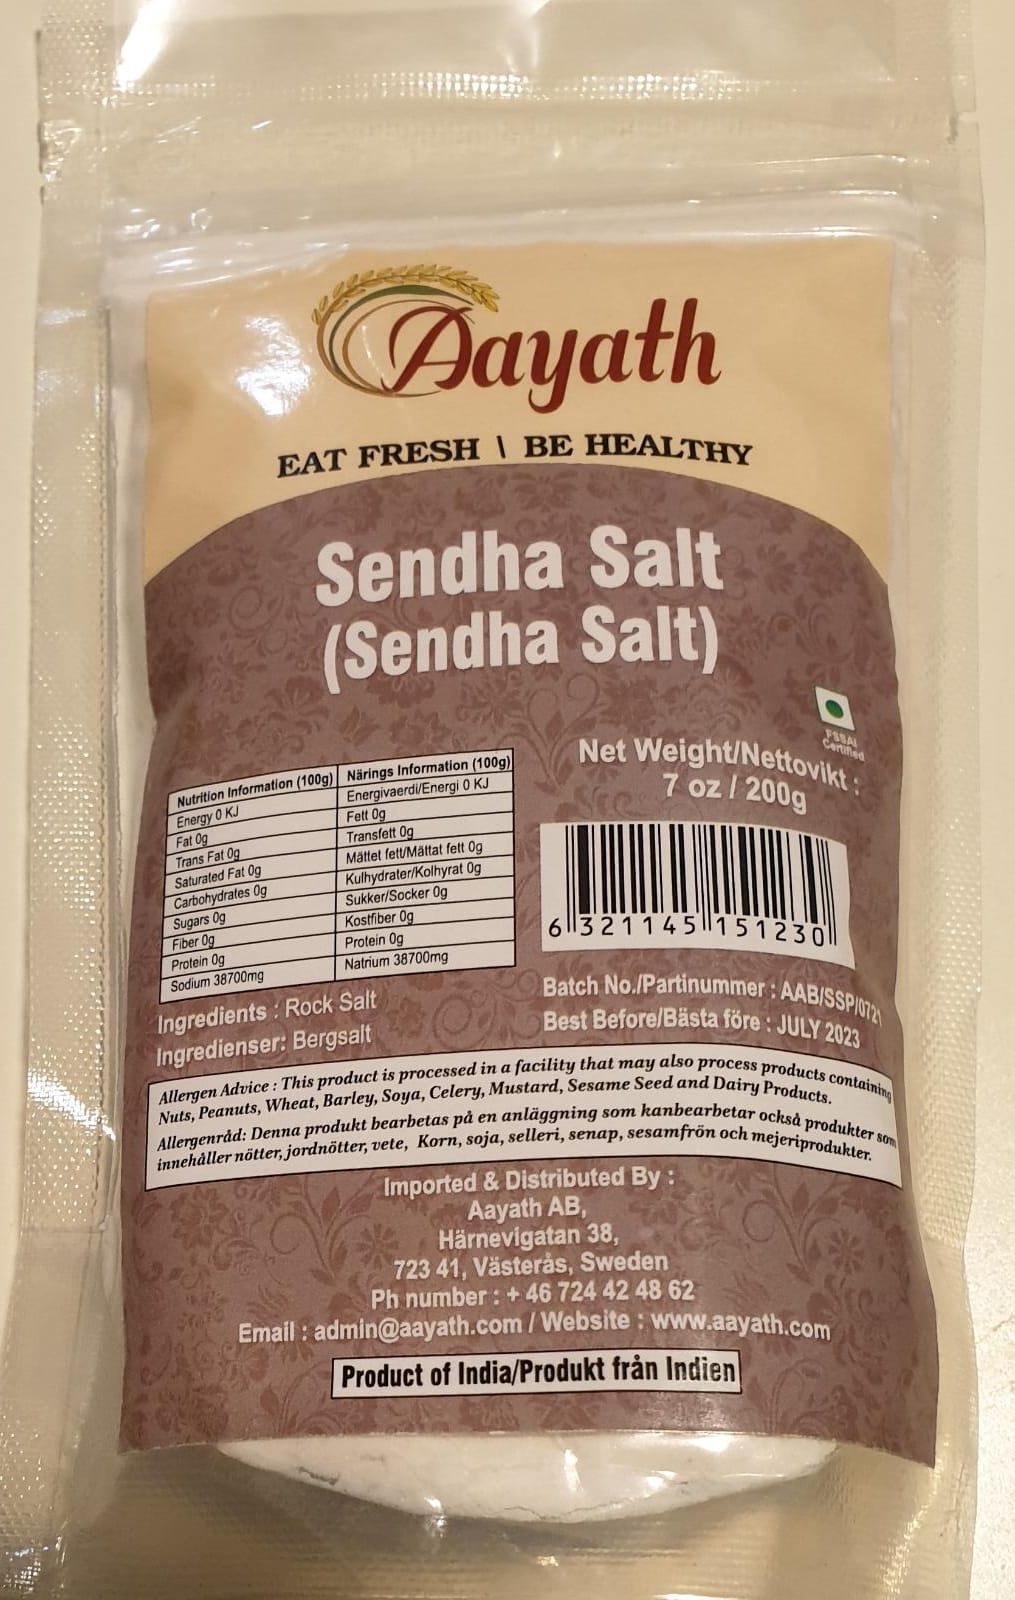 Aayath
EAT FRESH \ BE HEALTHY
Sendha Salt
(Sendha Salt)
FSSAI
Certified
Net Weight/Nettovikt :
7 oz / 200g
Nutrition Information (100g) Närings Information (100g)
Energy 0 KJ Energivaerdi/Energi 0 KJ
Fat 0g Fett 0g
Trans Fat 0g Transfett 0g
Saturated Fat 0g Mättet fett/Mättat fett 0g
Carbohydrates 0g Kulhydrater/Kolhyrat 0g
Sugars 0g Sukker/Socker 0g
Fiber 0g Kostfiber 0g
Protein 0g Protein 0g
Sodium 38700mg Natrium 38700mg
6 321145 151230
Ingredients : Rock Salt
Ingredienser: Bergsalt
Batch No./Partinummer : AAB/SSP/0721
Best Before/Bästa före : JULY 2023
Allergen Advice : This product is processed in a facility that may also process products containing
Nuts, Peanuts, Wheat, Barley, Soya, Celery, Mustard, Sesame Seed and Dairy Products.
Allergenråd: Denna produkt bearbetas på en anläggning som kanbearbetar också produkter som
innehåller nötter, jordnötter, vete, Korn, soja, selleri, senap, sesamfrön och mejeriprodukter.
Imported & Distributed By :
Aayath AB,
Härnevigatan 38,
723 41, Västerås, Sweden
Ph number : + 46 724 42 48 62
Email : admin@aayath.com / Website : www.aayath.com
Product of India/Produkt från Indien